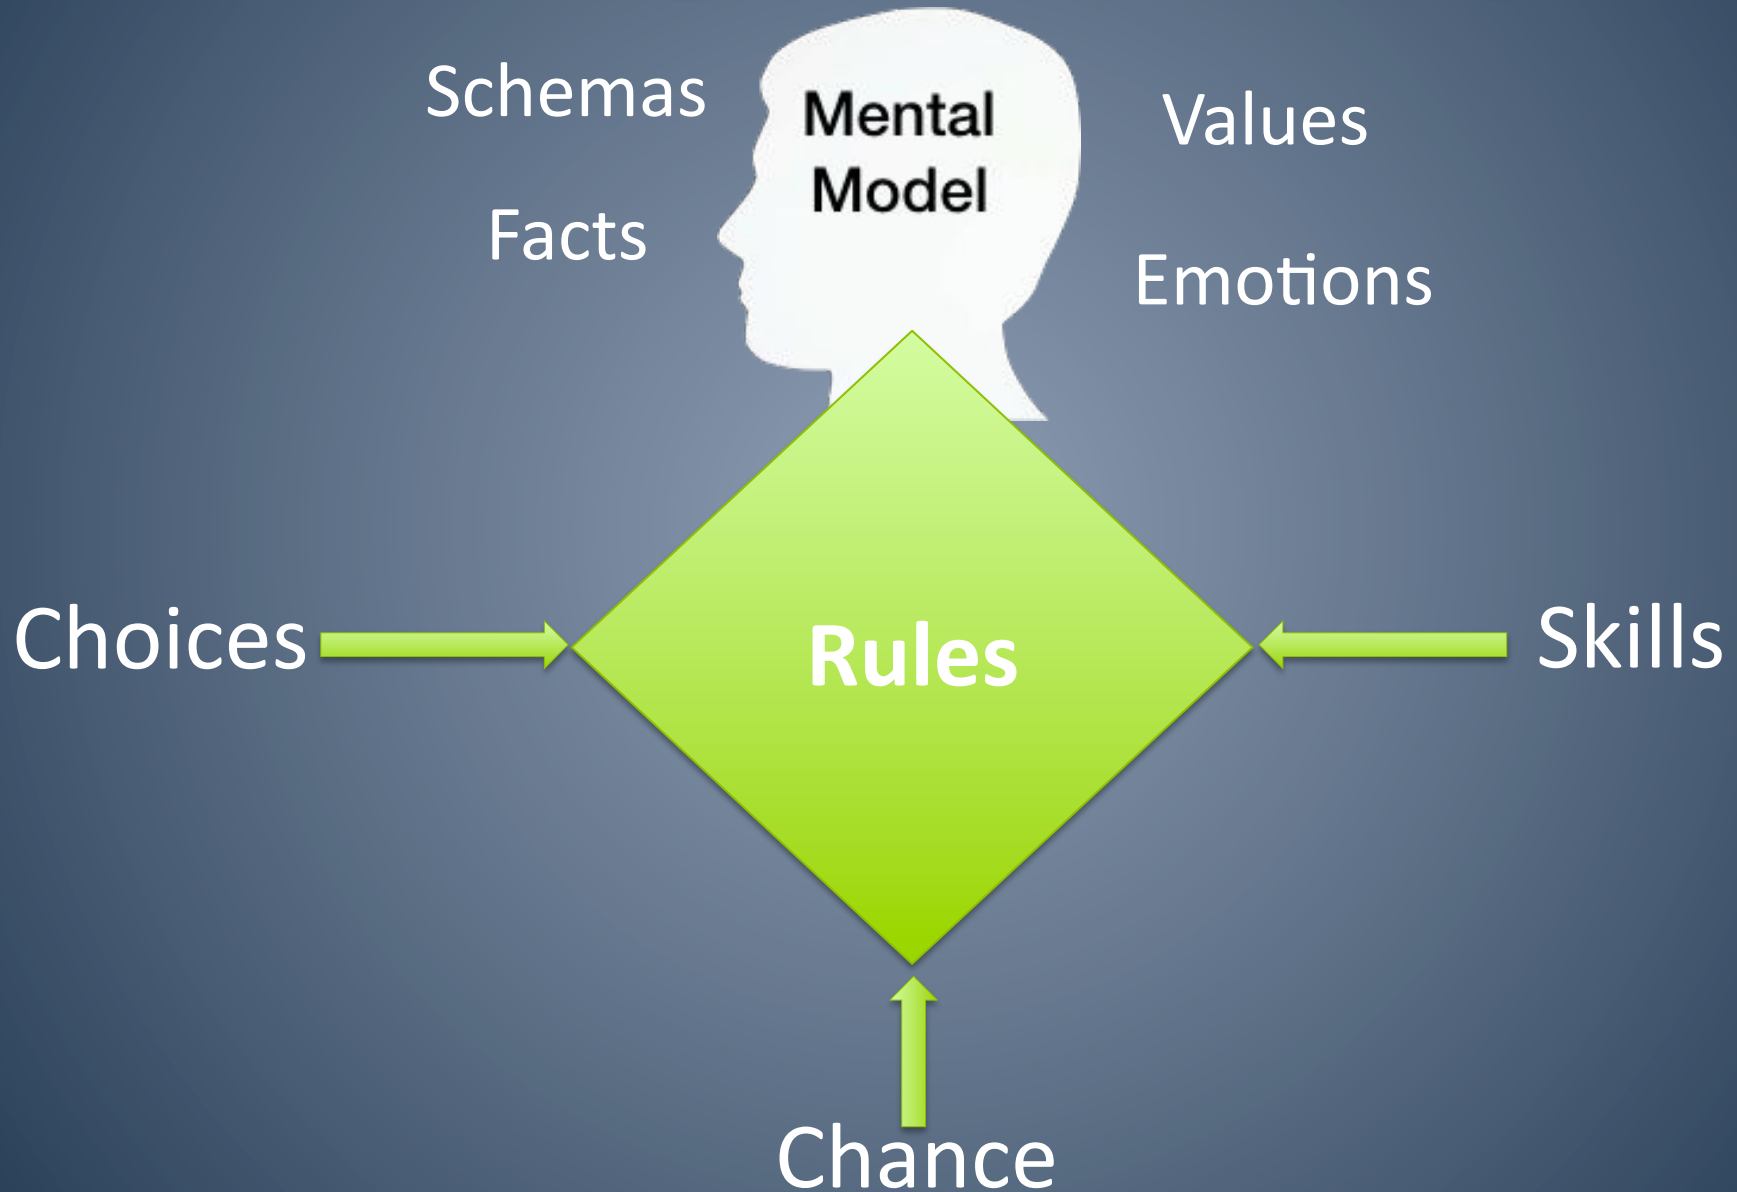 Schemas
Mental
Model
Values
Facts
Emotions
Choices
Rules
Skills
Chance